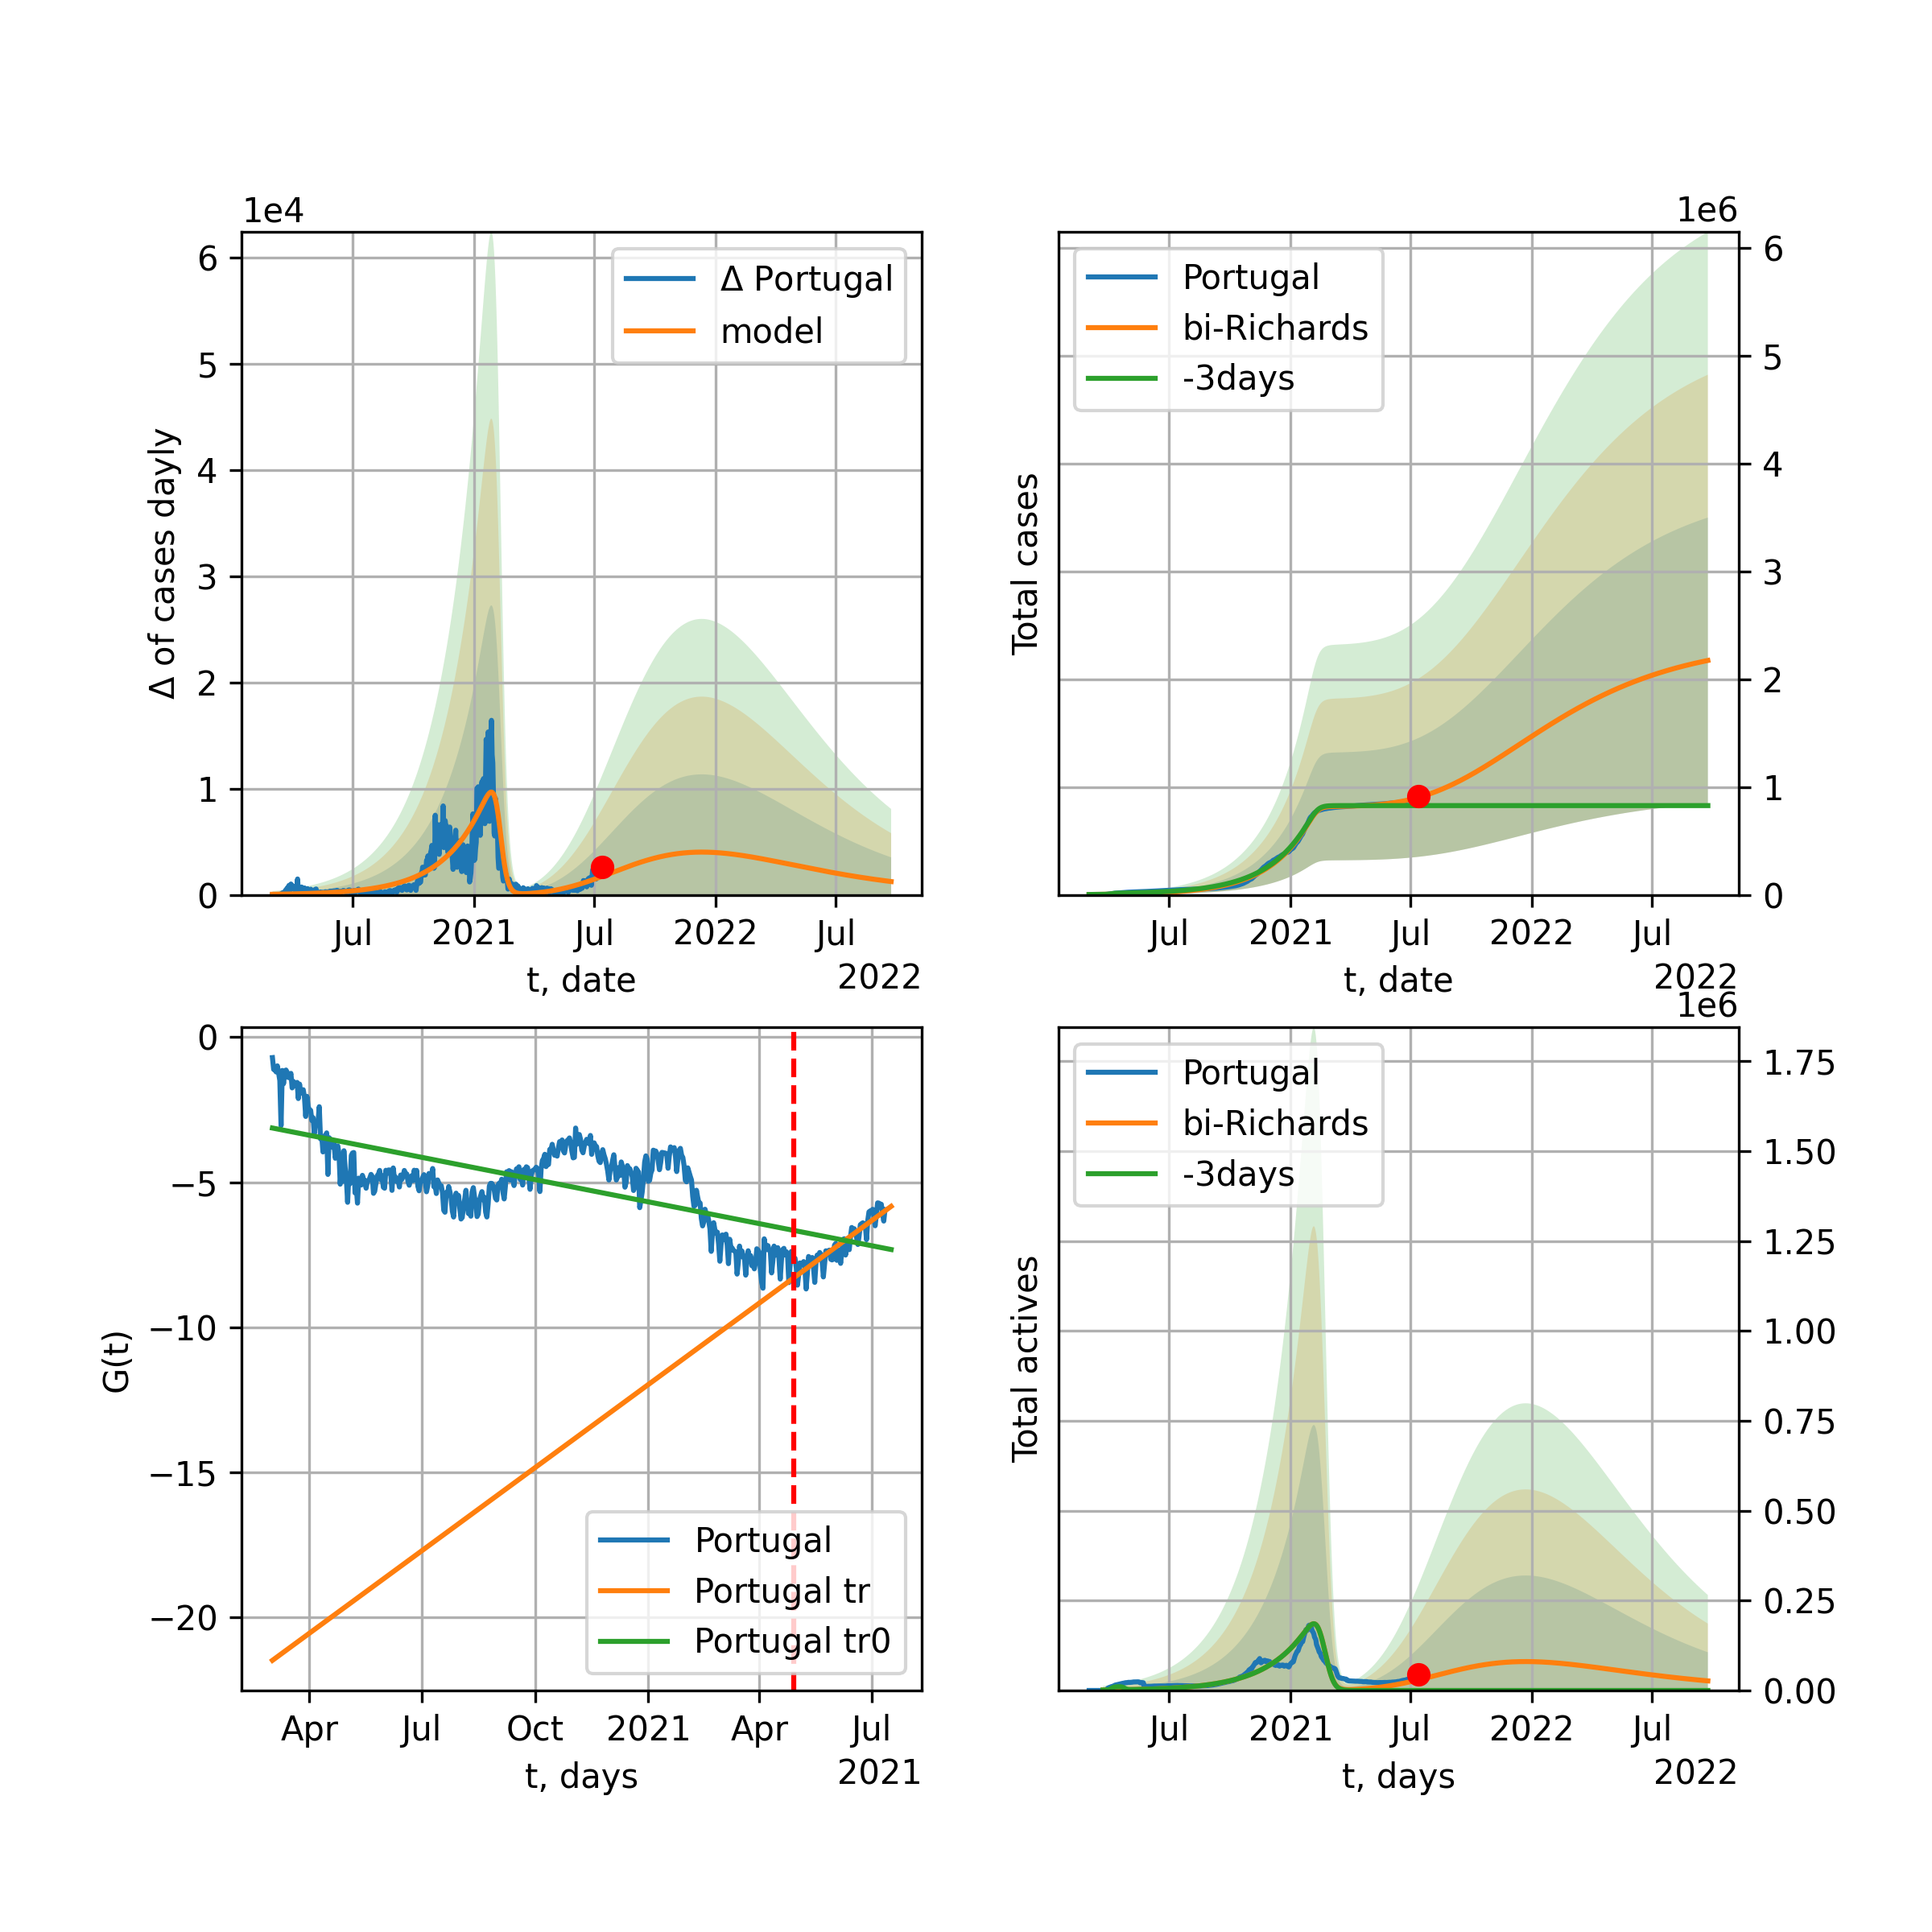 1e4
6
5
4
3
2
1
0
Δ of cases dayly
Δ Portugal
model
Jul
2021
Jul
2022
Jul
t, date
2022
1e6
6
5
4
3
2
1
0
Total cases
Portugal
bi-Richards
-3days
Jul
2021
Jul
2022
Jul
t, date
2022
0
−5
−10
−15
−20
G(t)
Portugal
Portugal tr
Portugal tr0
Apr
Jul
Oct
2021
Apr
Jul
t, days
2021
1e6
1.75
1.50
1.25
1.00
0.75
0.50
0.25
0.00
Total actives
Portugal
bi-Richards
-3days
Jul
2021
Jul
2022
Jul
t, days
2022